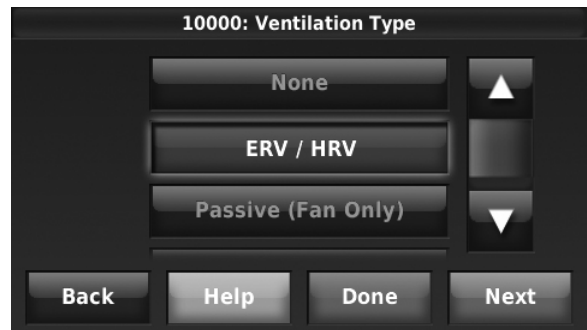 10000: Ventilation Type
None
ERV / HRV
Passive (Fan Only)
Back Help Done Next